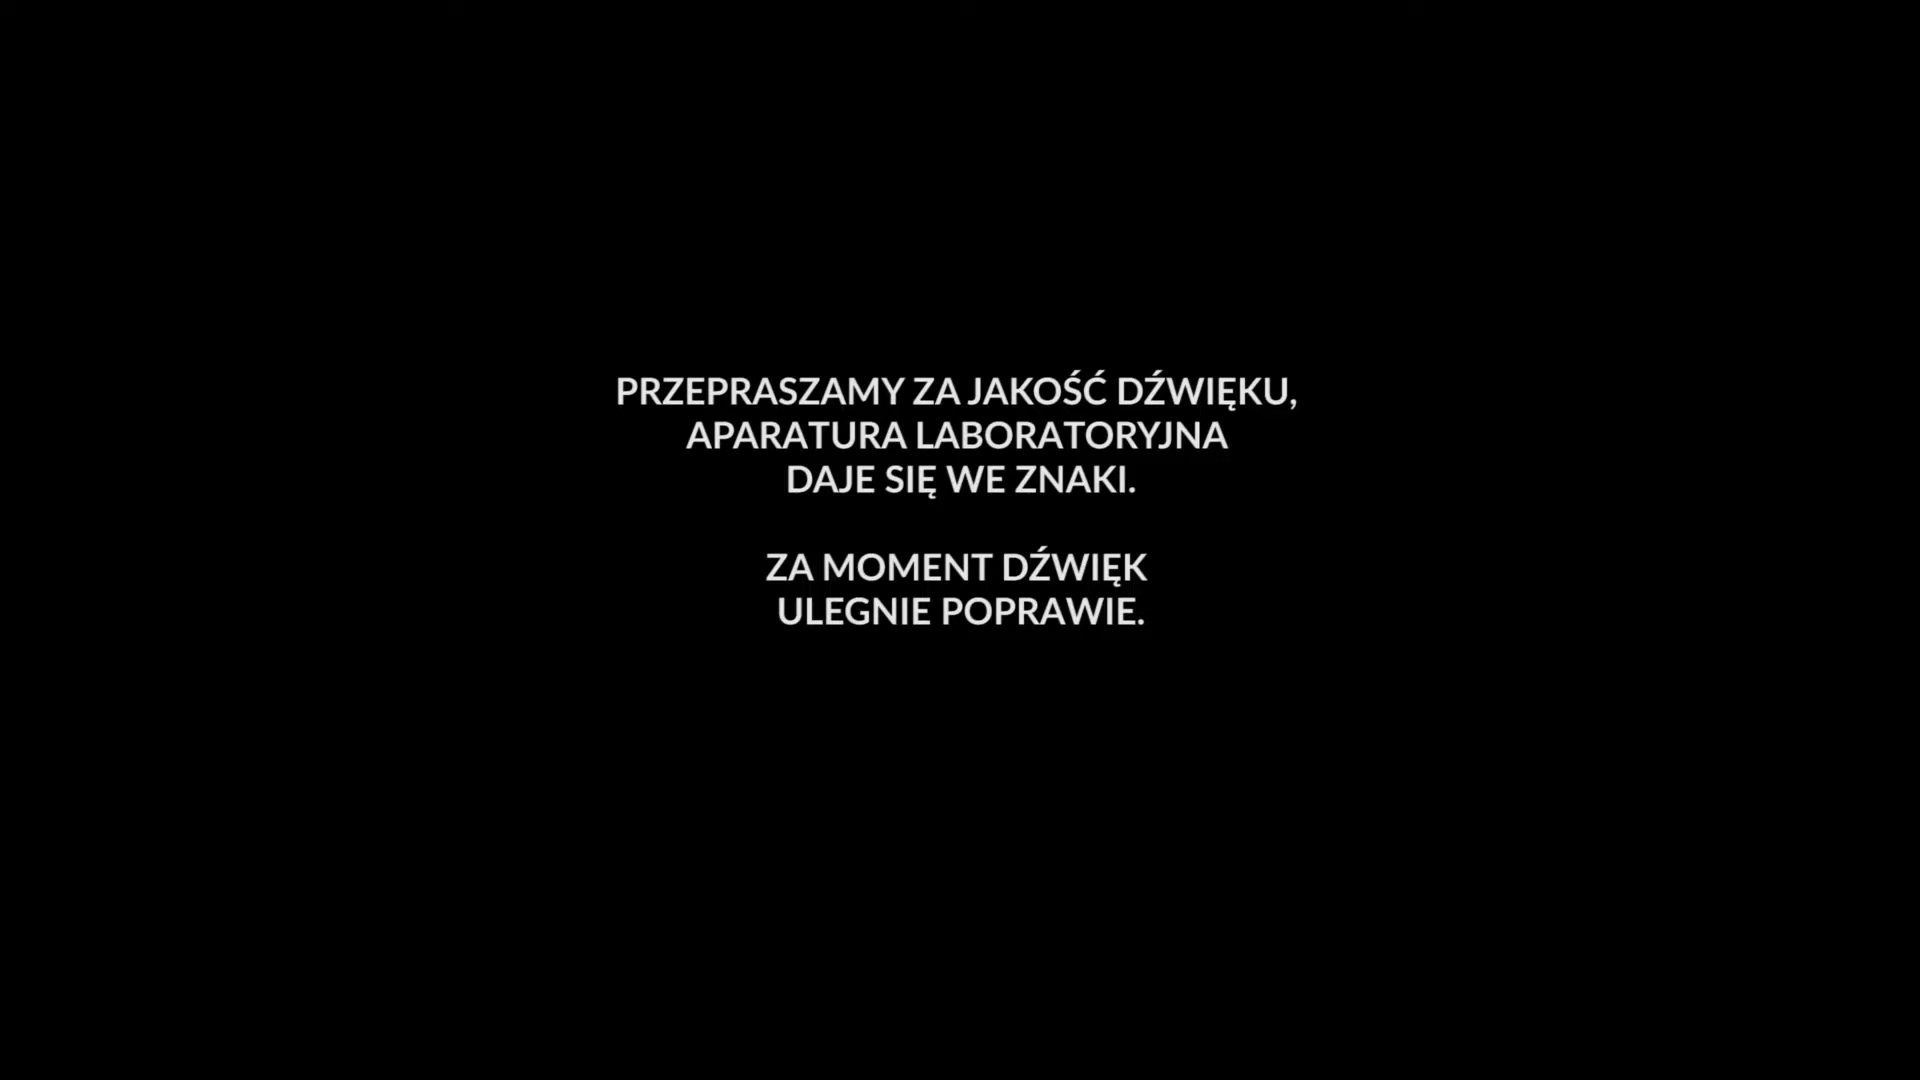 PRZEPRASZAMY ZA JAKOŚĆ DŹWIĘKU,
APARATURA LABORATORYJNA
DAJE SIĘ WE ZNAKI.
ZA MOMENT DŹWIĘK
ULEGNIE POPRAWIE.